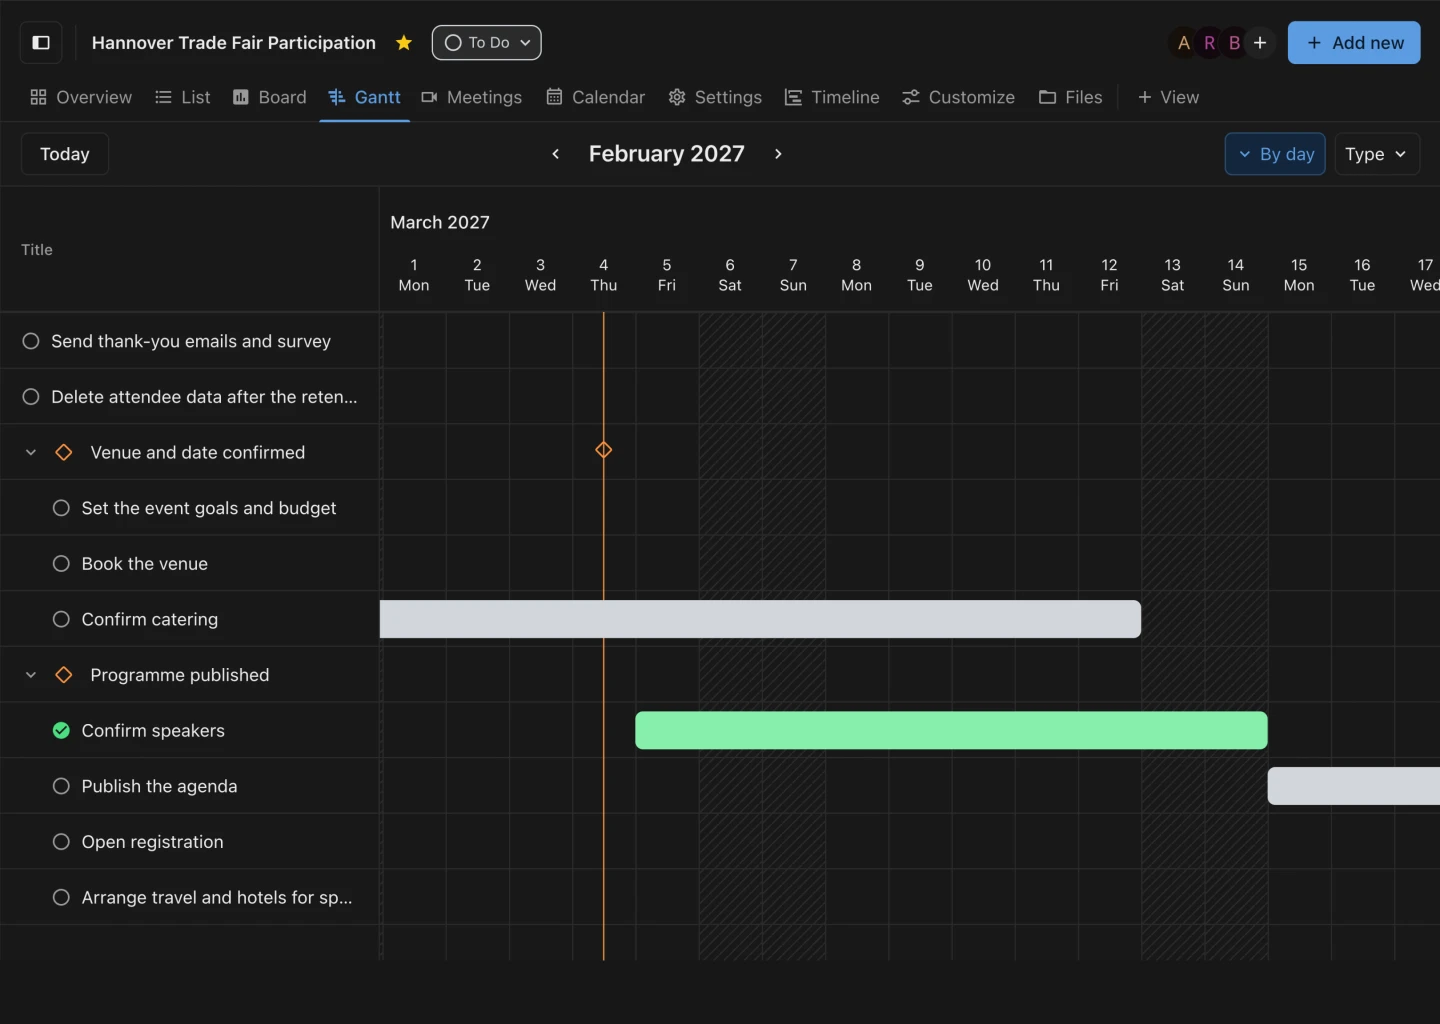 Hannover Trade Fair Participation
To Do
A R B +
+ Add new
Overview List Board Gantt Meetings Calendar Settings Timeline Customize Files + View
Today
February 2027
By day
Type
Title
March 2027
1 2 3 4 5 6 7 8 9 10 11 12 13 14 15 16 17
Mon Tue Wed Thu Fri Sat Sun Mon Tue Wed Thu Fri Sat Sun Mon Tue Wed
Send thank-you emails and survey
Delete attendee data after the reten...
Venue and date confirmed
Set the event goals and budget
Book the venue
Confirm catering
Programme published
Confirm speakers
Publish the agenda
Open registration
Arrange travel and hotels for sp...